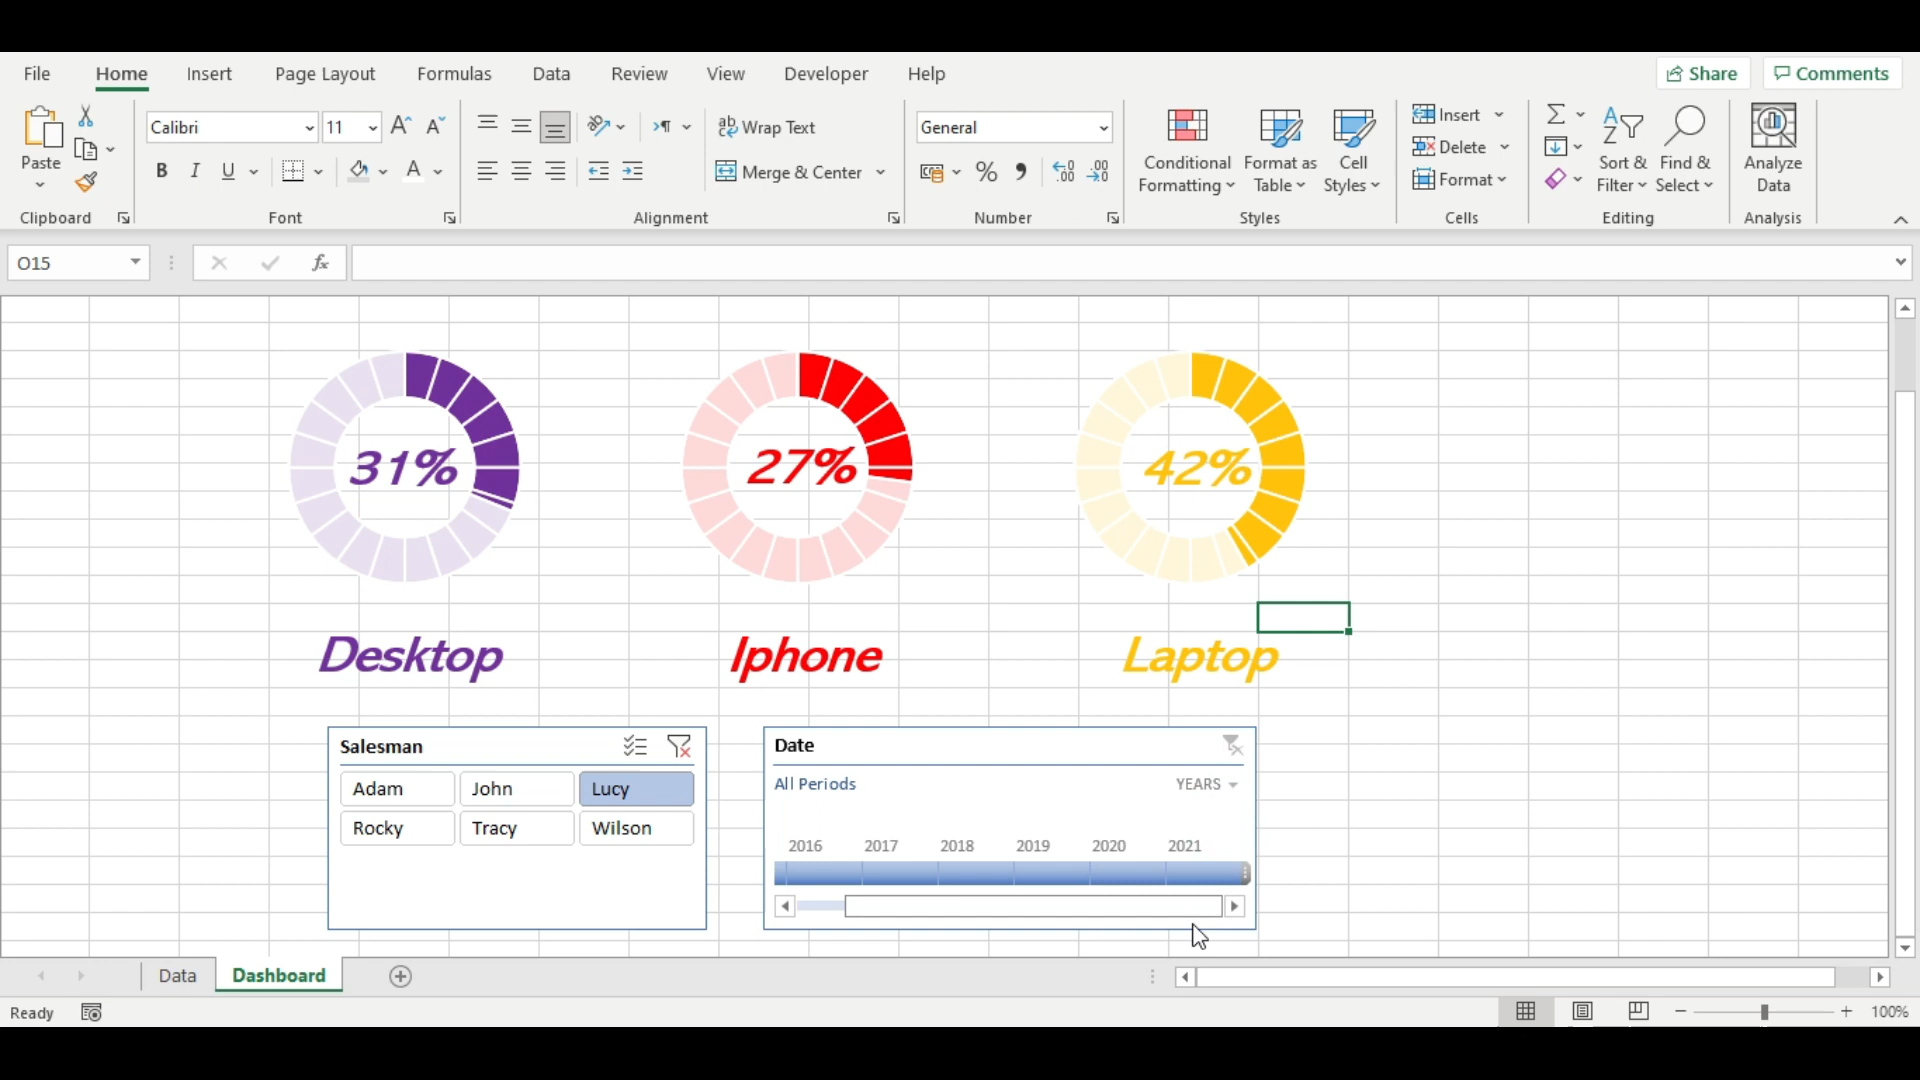 File Home Insert Page Layout Formulas Data Review View Developer Help Share Comments
Calibri 11 Wrap Text General Insert
Paste B I U A Merge & Center % Conditional Formatting Format as Table Cell Styles Delete Format Sort & Filter Find & Select Analyze Data
Clipboard Font Alignment Number Styles Cells Editing Analysis
O15 fx
31% 27% 42%
Desktop Iphone Laptop
Salesman
Adam John Lucy
Rocky Tracy Wilson
Date
All Periods YEARS
2016 2017 2018 2019 2020 2021
Data Dashboard
Ready 100%